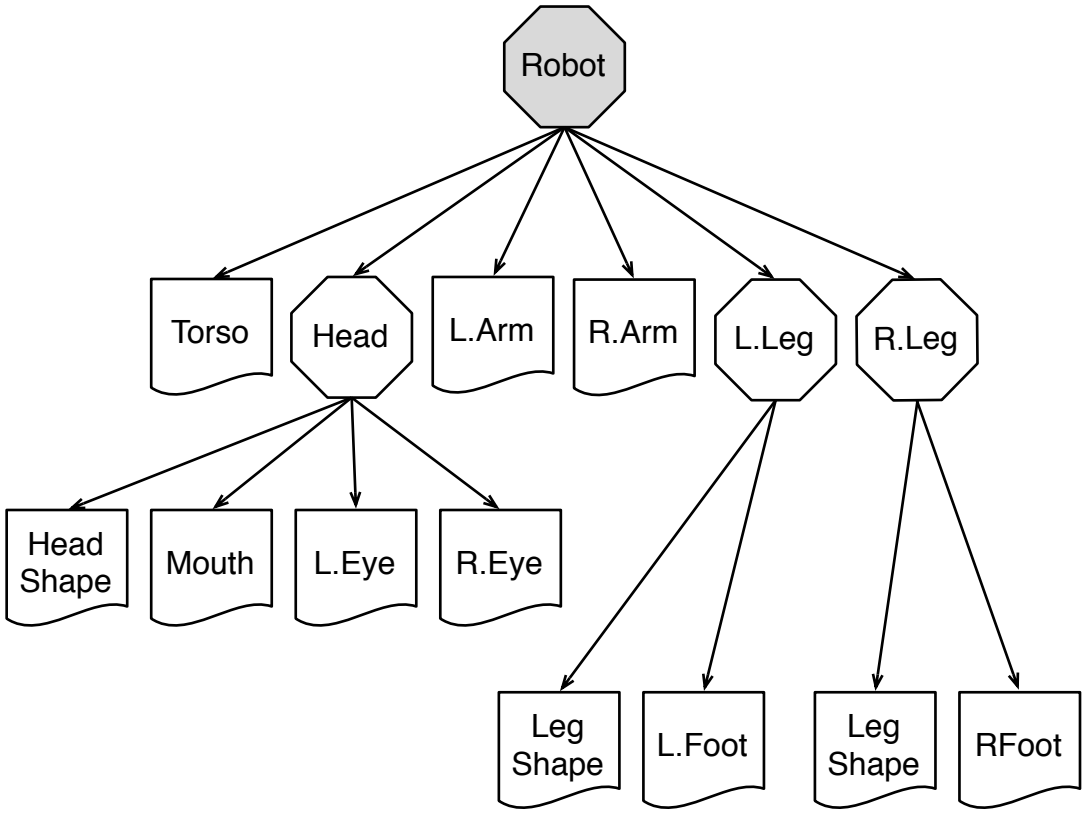 Robot
Torso
Head
L.Arm
R.Arm
L.Leg
R.Leg
Head
Shape
Mouth
L.Eye
R.Eye
Leg
Shape
L.Foot
Leg
Shape
RFoot